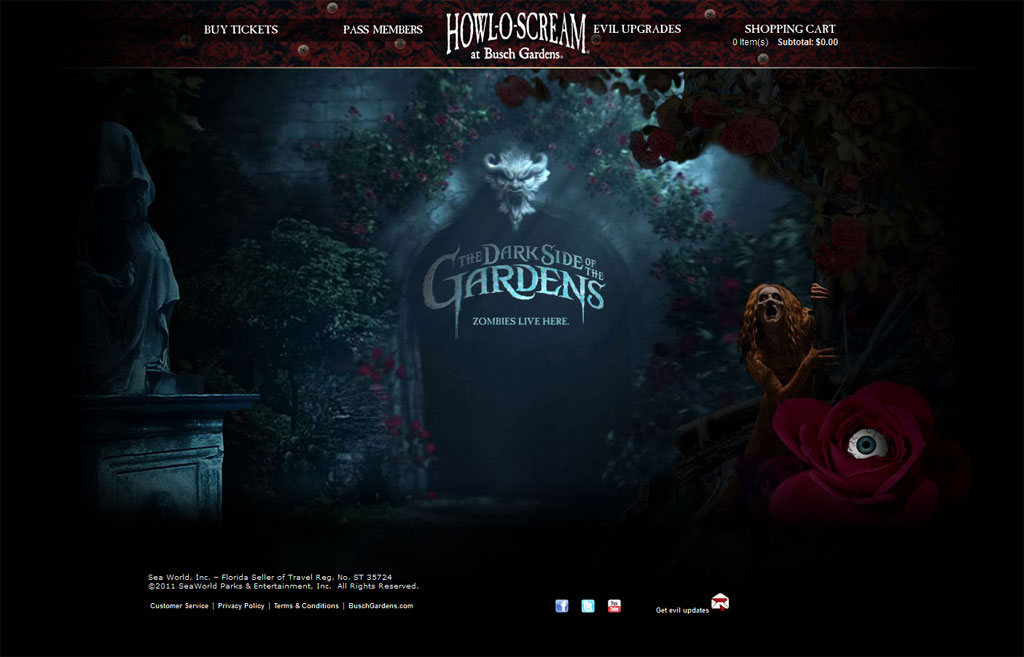 BUY TICKETS
PASS MEMBERS
HOWL-O-SCREAM
at Busch Gardens®
EVIL UPGRADES
SHOPPING CART
0 Item(s) Subtotal: $0.00
THE DARK SIDE OF THE
GARDENS
ZOMBIES LIVE HERE.
Sea World, Inc. – Florida Seller of Travel Reg. No. ST 35724
©2011 SeaWorld Parks & Entertainment, Inc. All Rights Reserved.
Customer Service | Privacy Policy | Terms & Conditions | BuschGardens.com
f
t
You Tube
Get evil updates